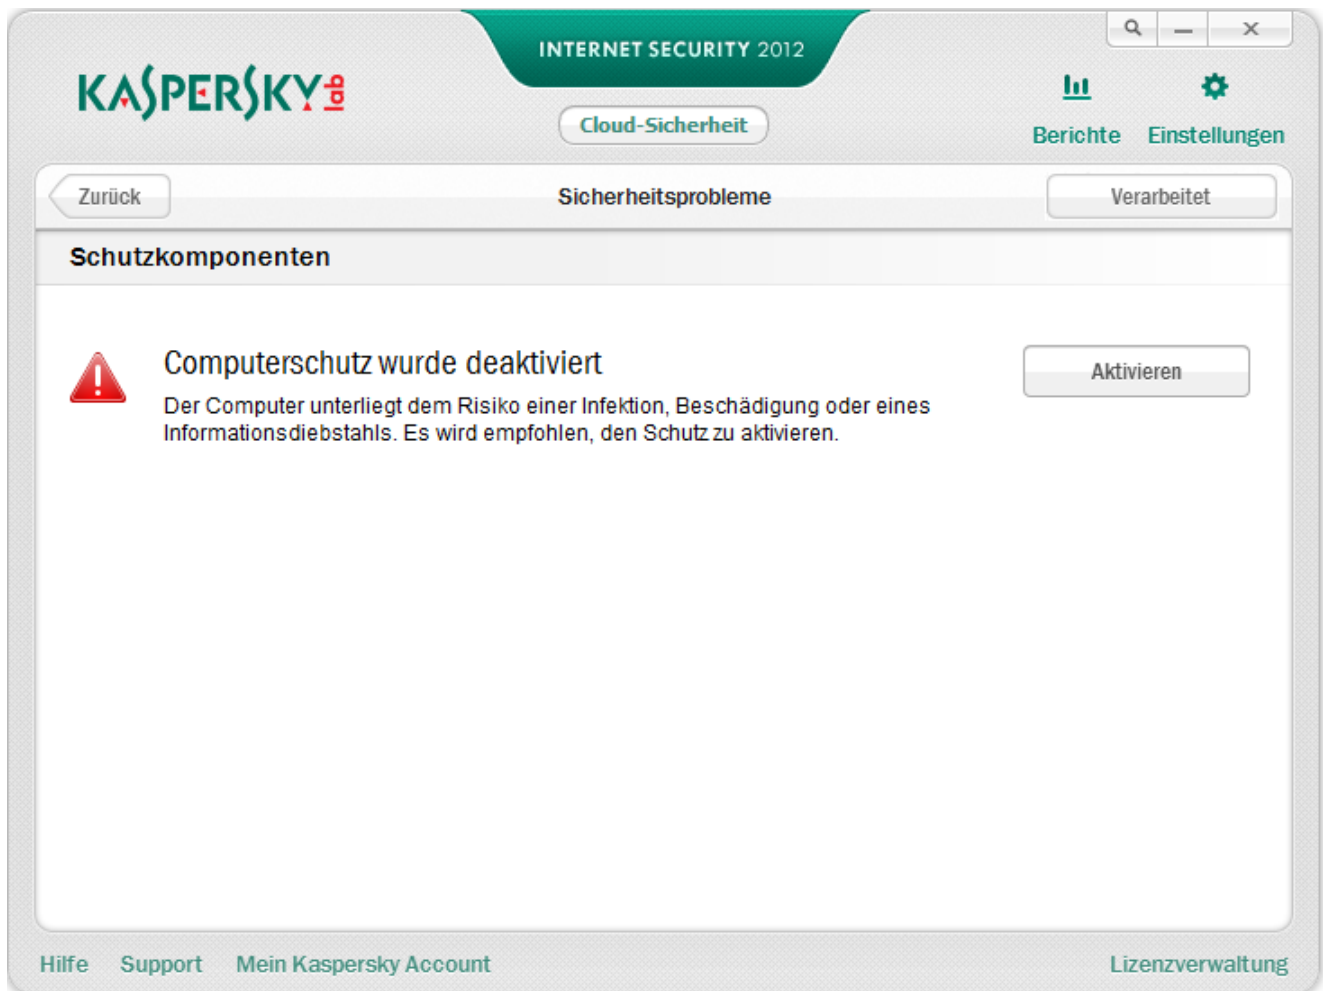 INTERNET SECURITY 2012
KASPERSKY lab
Cloud-Sicherheit
Berichte
Einstellungen
Zurück
Sicherheitsprobleme
Verarbeitet
Schutzkomponenten
Computerschutz wurde deaktiviert
Aktivieren
Der Computer unterliegt dem Risiko einer Infektion, Beschädigung oder eines
Informationsdiebstahls. Es wird empfohlen, den Schutz zu aktivieren.
Hilfe
Support
Mein Kaspersky Account
Lizenzverwaltung